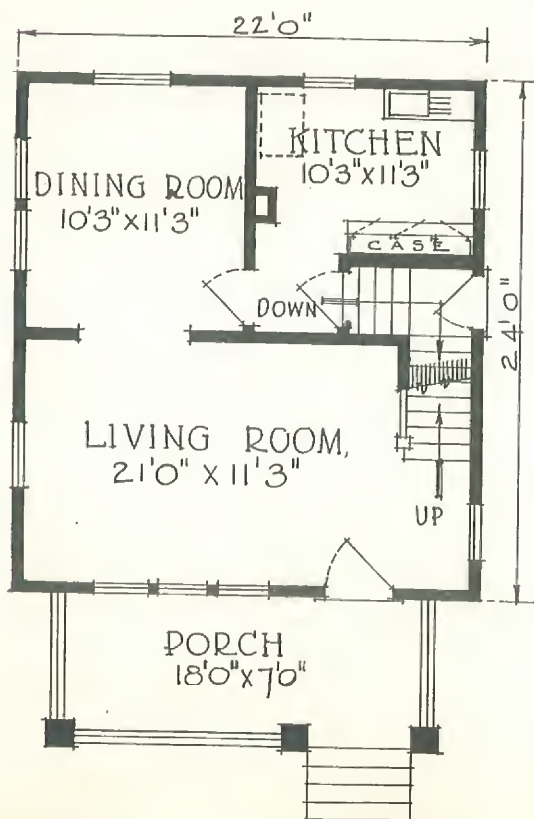 22'0"
KITCHEN
10'3"X11'3"
DINING ROOM
10'3"X11'3"
CASE
DOWN
24'0"
LIVING ROOM,
21'0" X 11'3"
UP
PORCH
18'0"X7'0"